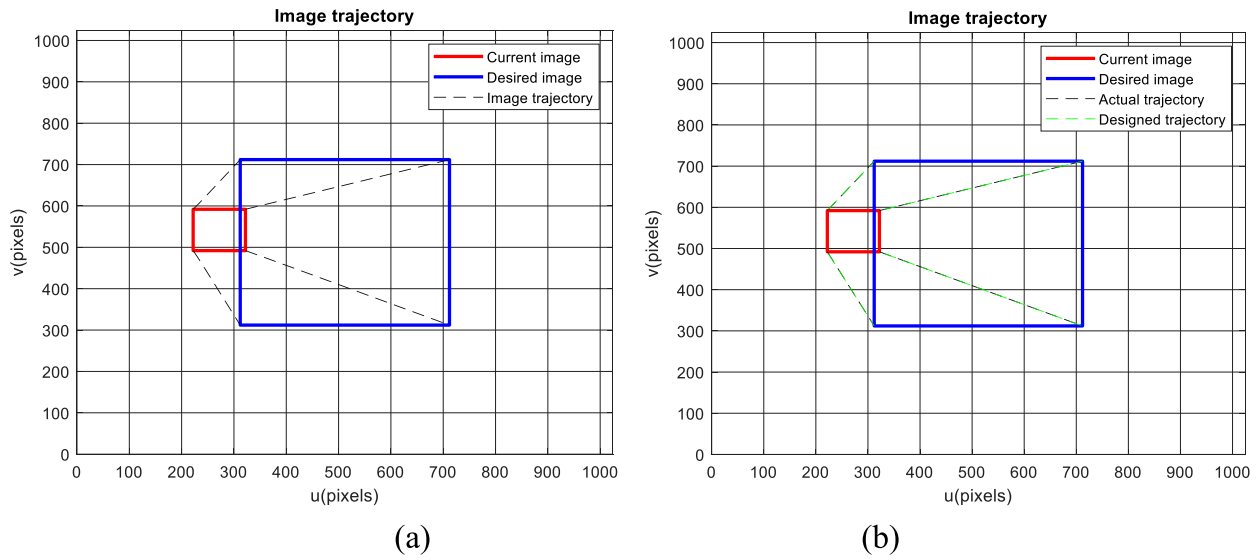 Image trajectory
1000
900
800
700
600
500
400
300
200
100
0
v(pixels)
Current image
Desired image
Image trajectory
0 100 200 300 400 500 600 700 800 900 1000
u(pixels)
(a)
Image trajectory
1000
900
800
700
600
500
400
300
200
100
0
v(pixels)
Current image
Desired image
Actual trajectory
Designed trajectory
0 100 200 300 400 500 600 700 800 900 1000
u(pixels)
(b)